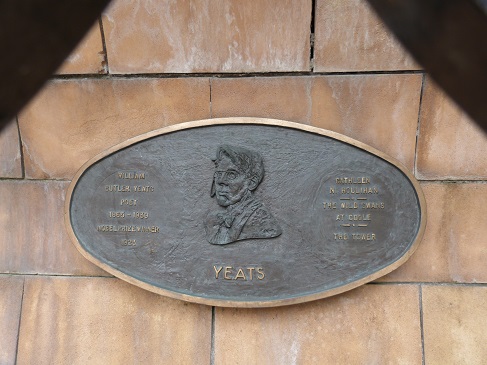 WILLIAM
BUTLER YEATS
POET
1865 - 1939
NOBEL PRIZE WINNER
1923
CATHLEEN
NI HOULIHAN
THE WILD SWANS
AT COOLE
THE TOWER
YEATS